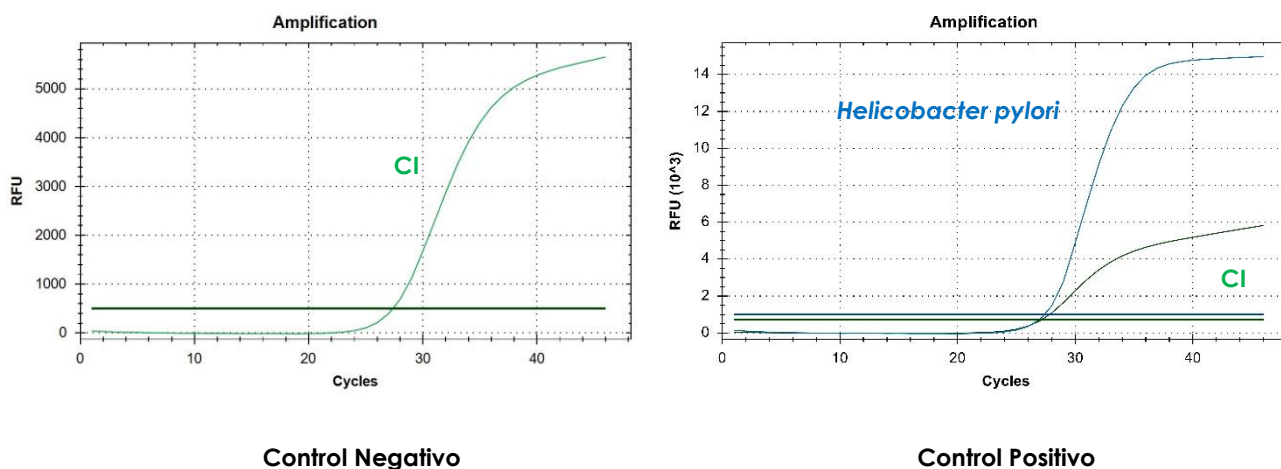 Amplification
5000
4000
3000
2000
1000
0
RFU
CI
0
10
20
30
40
Cycles
Control Negativo
Amplification
14
12
10
8
6
4
2
0
RFU (10^3)
Helicobacter pylori
CI
0
10
20
30
40
Cycles
Control Positivo